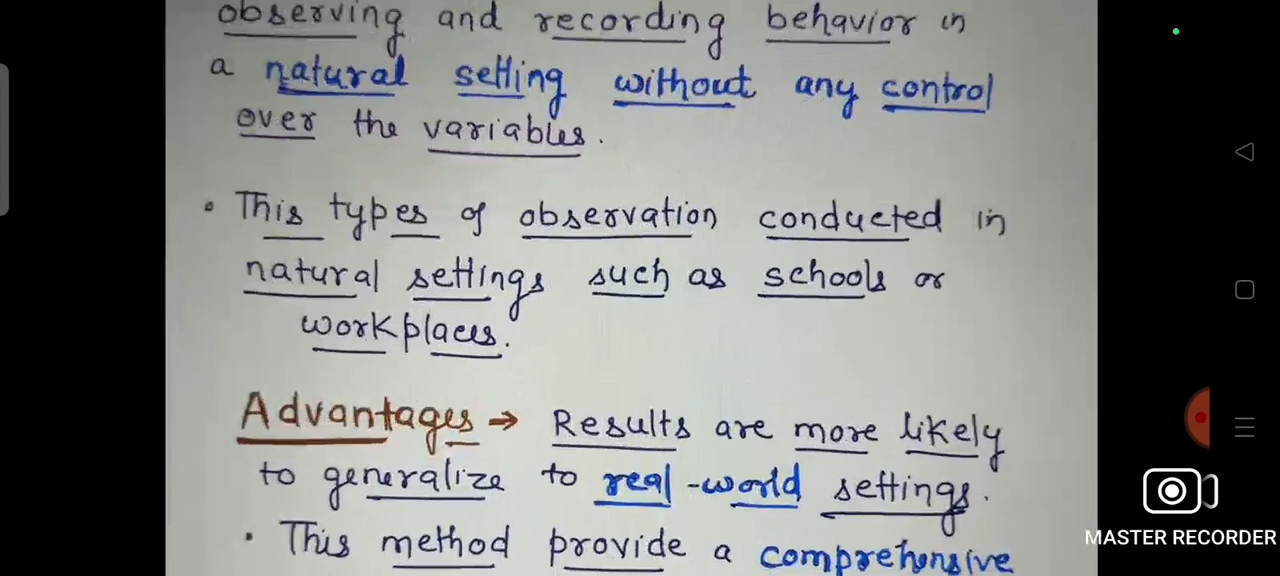 observing and recording behavior in
a natural setting without any control
over the variables.
• This types of observation conducted in
natural settings such as schools or
workplaces.
Advantages → Results are more likely
to generalize to real-world settings.
• This method provide a comprehensive
MASTER RECORDER